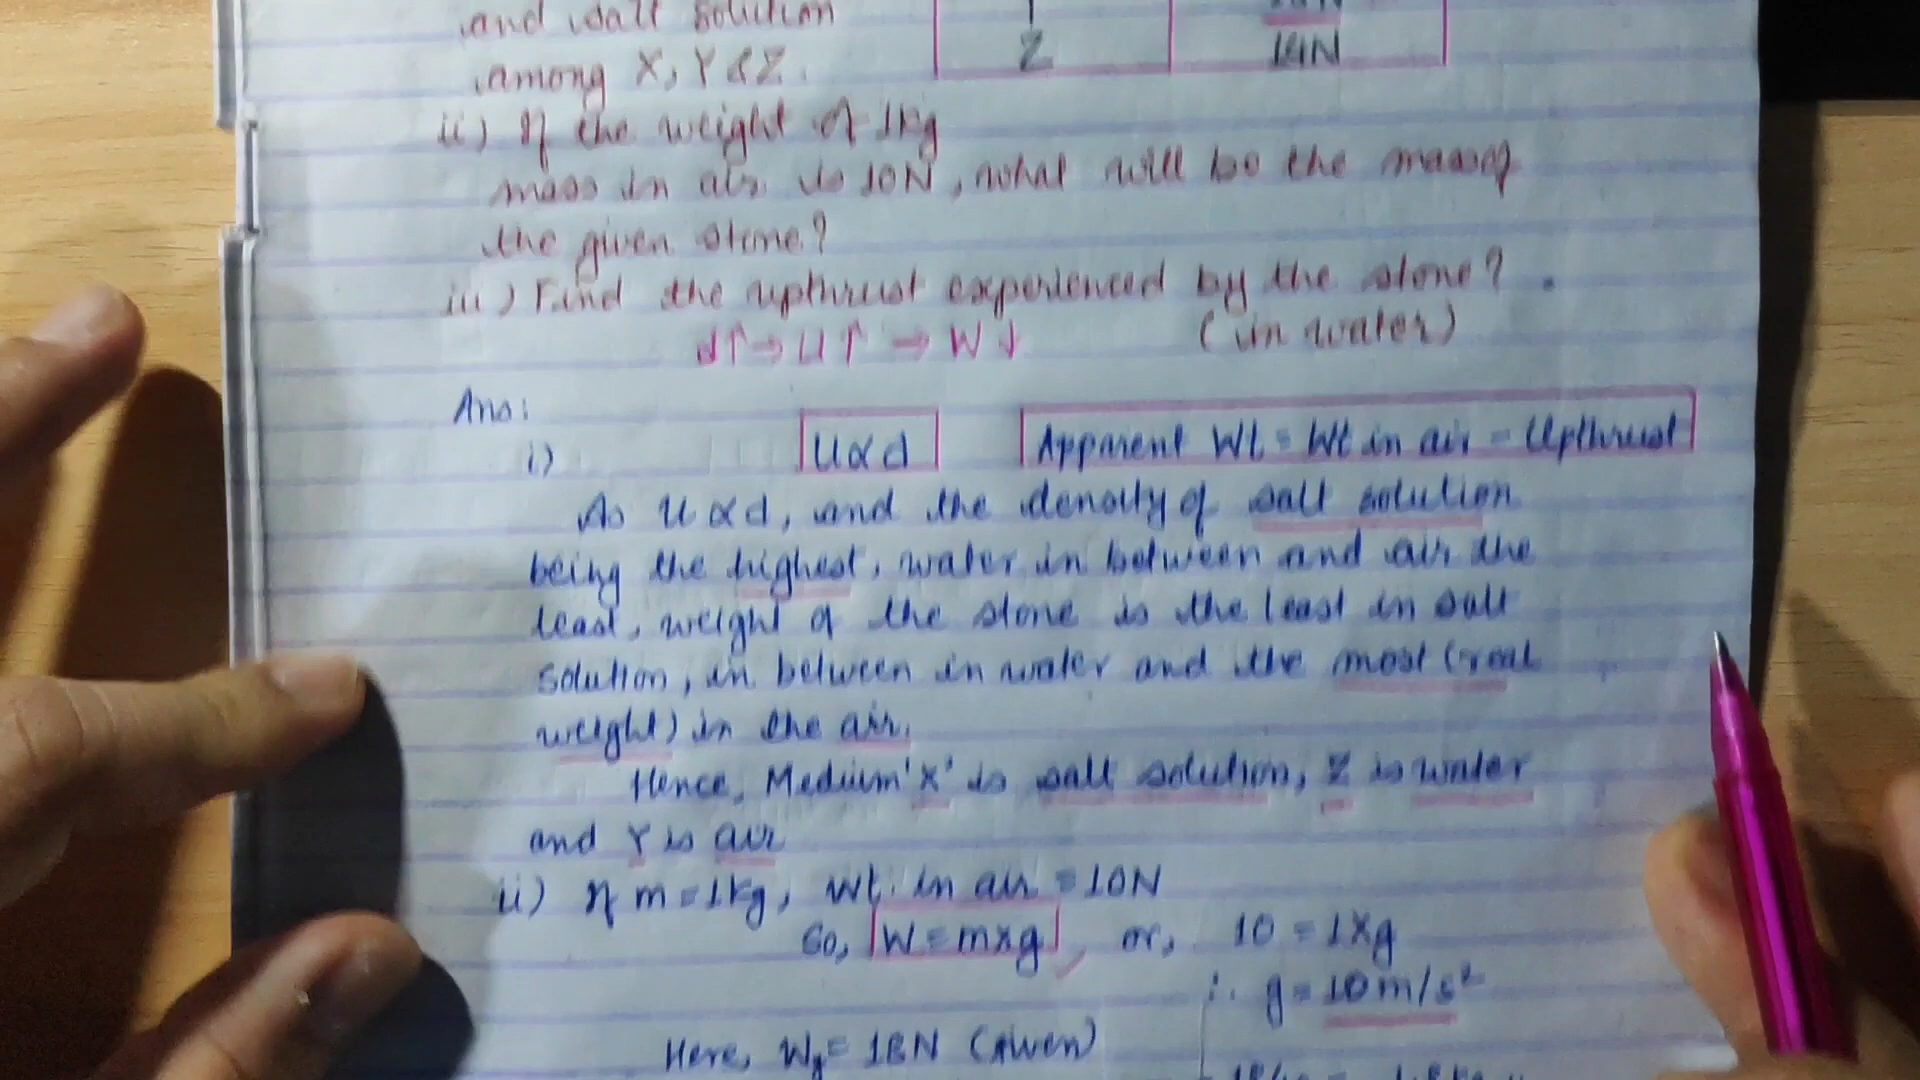 and salt solution
Z 14N
among X, Y & Z.
ii) If the weight of 1kg
mass in air is 10N, what will be the mass of
the given stone?
iii) Find the upthrust experienced by the stone?
d↑ → U↑ → W↓ (in water)
Ans:
i) U∝d Apparent Wt = Wt in air - Upthrust
As U∝d, and the density of salt solution
being the highest, water in between and air the
least, weight of the stone is the least in salt
solution, in between in water and the most (real
weight) in the air.
Hence, Medium 'X' is salt solution, Z is water
and Y is air
ii) If m = 1kg, Wt. in air = 10N
So, W = m×g, or, 10 = 1×g
∴ g = 10m/s²
Here, Wy = 18N (Given)